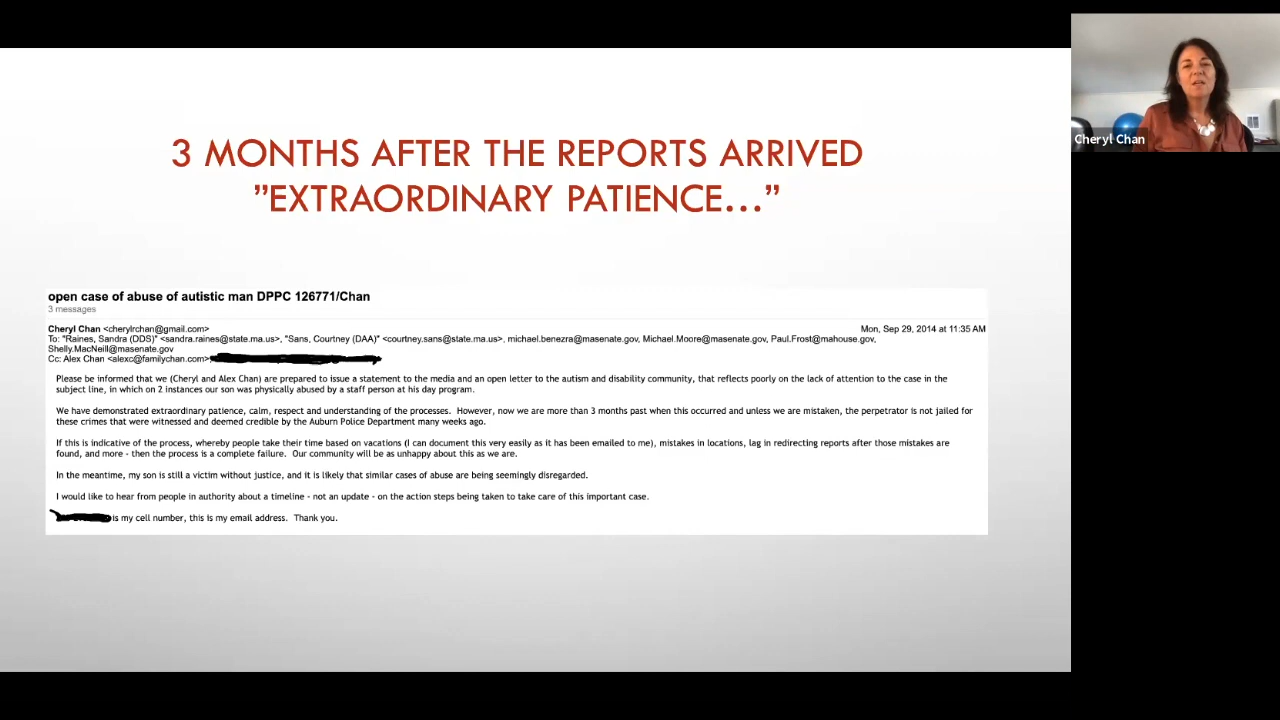 3 MONTHS AFTER THE REPORTS ARRIVED
”EXTRAORDINARY PATIENCE…”
Cheryl Chan
open case of abuse of autistic man DPPC 126771/Chan
3 messages
Cheryl Chan <cherylrchan@gmail.com> Mon, Sep 29, 2014 at 11:35 AM
To: "Raines, Sandra (DDS)" <sandra.raines@state.ma.us>, "Sans, Courtney (DAA)" <courtney.sans@state.ma.us>, michael.benezra@masenate.gov, Michael.Moore@masenate.gov, Paul.Frost@mahouse.gov,
Shelly.MacNeill@masenate.gov
Cc: Alex Chan <alexc@familychan.com>
Please be informed that we (Cheryl and Alex Chan) are prepared to issue a statement to the media and an open letter to the autism and disability community, that reflects poorly on the lack of attention to the case in the
subject line, in which on 2 instances our son was physically abused by a staff person at his day program.
We have demonstrated extraordinary patience, calm, respect and understanding of the processes. However, now we are more than 3 months past when this occurred and unless we are mistaken, the perpetrator is not jailed for
these crimes that were witnessed and deemed credible by the Auburn Police Department many weeks ago.
If this is indicative of the process, whereby people take their time based on vacations (I can document this very easily as it has been emailed to me), mistakes in locations, lag in redirecting reports after those mistakes are
found, and more - then the process is a complete failure. Our community will be as unhappy about this as we are.
In the meantime, my son is still a victim without justice, and it is likely that similar cases of abuse are being seemingly disregarded.
I would like to hear from people in authority about a timeline - not an update - on the action steps being taken to take care of this important case.
is my cell number, this is my email address. Thank you.